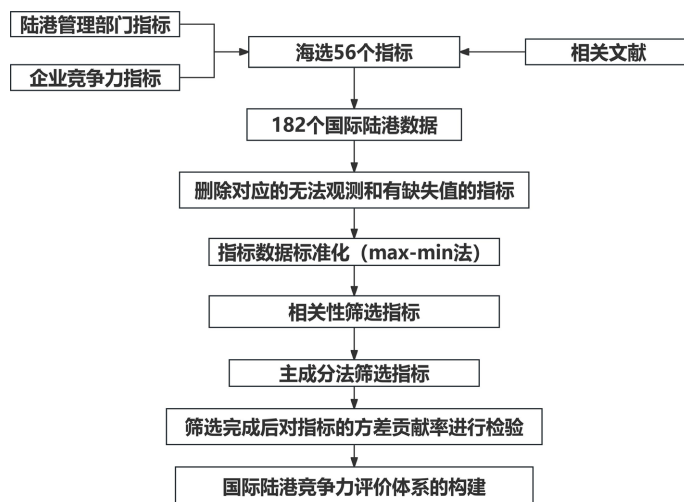 陆港管理部门指标
企业竞争力指标
海选56个指标
相关文献
182个国际陆港数据
删除对应的无法观测和有缺失值的指标
指标数据标准化（max-min法）
相关性筛选指标
主成分法筛选指标
筛选完成后对指标的方差贡献率进行检验
国际陆港竞争力评价体系的构建